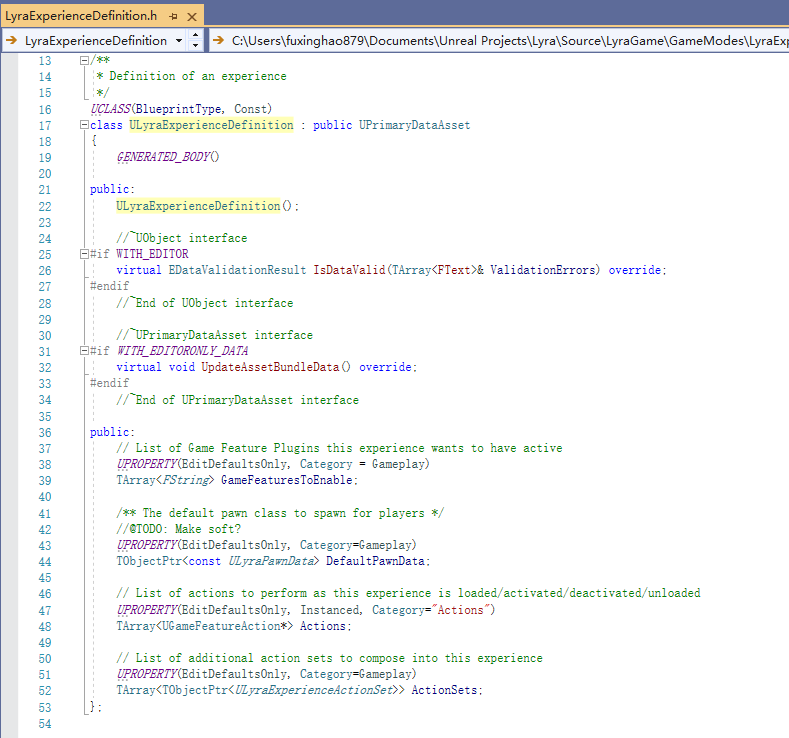 LyraExperienceDefinition.h
LyraExperienceDefinition
C:\Users\fuxinghao879\Documents\Unreal Projects\Lyra\Source\LyraGame\GameModes\LyraExp
13 /**
14  * Definition of an experience
15  */
16 UCLASS(BlueprintType, Const)
17 class ULyraExperienceDefinition : public UPrimaryDataAsset
18 {
19     GENERATED_BODY()
20
21 public:
22     ULyraExperienceDefinition();
23
24     //~UObject interface
25 #if WITH_EDITOR
26     virtual EDataValidationResult IsDataValid(TArray<FText>& ValidationErrors) override;
27 #endif
28     //~End of UObject interface
29
30     //~UPrimaryDataAsset interface
31 #if WITH_EDITORONLY_DATA
32     virtual void UpdateAssetBundleData() override;
33 #endif
34     //~End of UPrimaryDataAsset interface
35
36 public:
37     // List of Game Feature Plugins this experience wants to have active
38     UPROPERTY(EditDefaultsOnly, Category = Gameplay)
39     TArray<FString> GameFeaturesToEnable;
40
41     /** The default pawn class to spawn for players */
42     //@TODO: Make soft?
43     UPROPERTY(EditDefaultsOnly, Category=Gameplay)
44     TObjectPtr<const ULyraPawnData> DefaultPawnData;
45
46     // List of actions to perform as this experience is loaded/activated/deactivated/unloaded
47     UPROPERTY(EditDefaultsOnly, Instanced, Category="Actions")
48     TArray<UGameFeatureAction*> Actions;
49
50     // List of additional action sets to compose into this experience
51     UPROPERTY(EditDefaultsOnly, Category=Gameplay)
52     TArray<TObjectPtr<ULyraExperienceActionSet>> ActionSets;
53 };
54